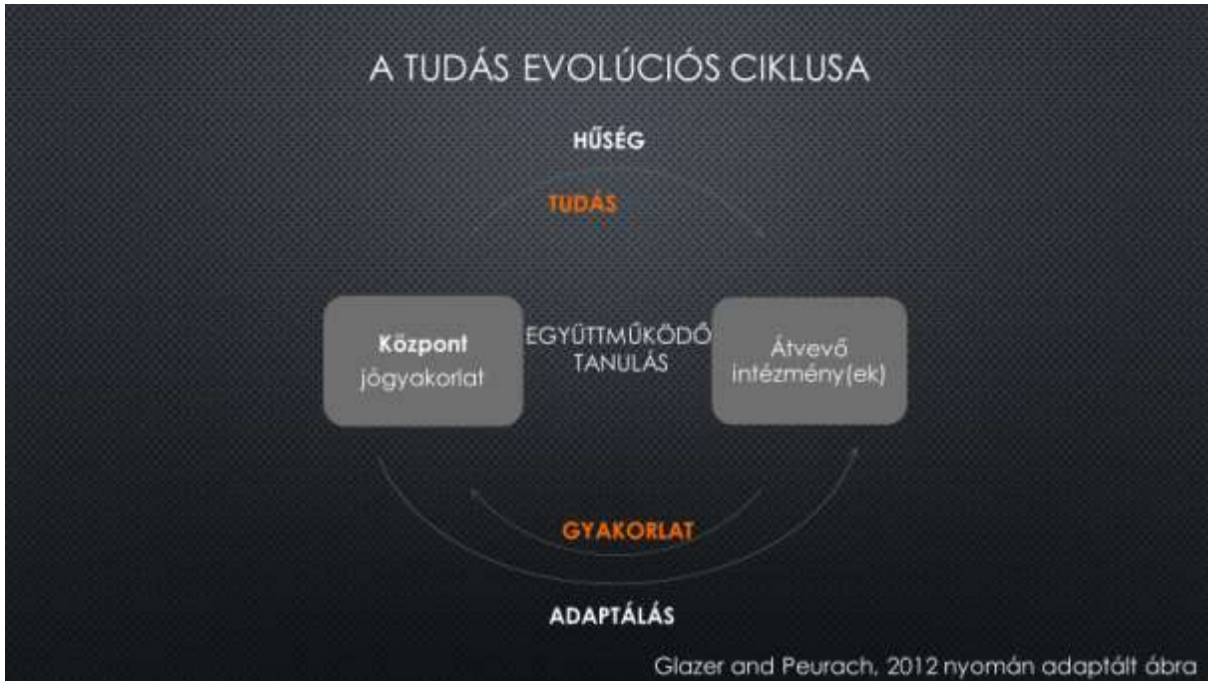 A TUDÁS EVOLÚCIÓS CIKLUSA
HŰSÉG
TUDÁS
Központ
jógyakorlat
EGYÜTTMŰKÖDŐ
TANULÁS
Átvevő
intézmény(ek)
GYAKORLAT
ADAPTÁLÁS
Glazer and Peurach, 2012 nyomán adaptált ábra